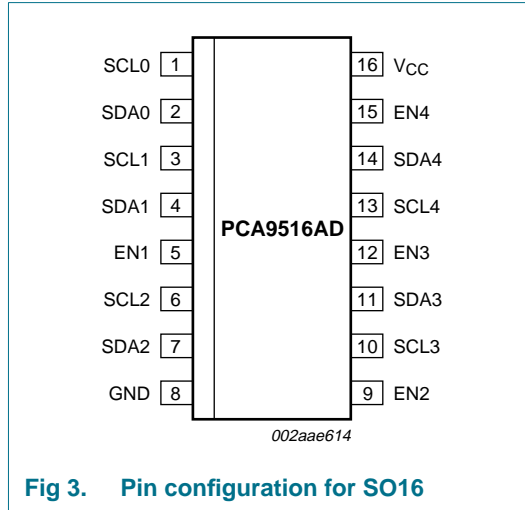 SCL0 1 16 VCC
SDA0 2 15 EN4
SCL1 3 14 SDA4
SDA1 4 13 SCL4
PCA9516AD
EN1 5 12 EN3
SCL2 6 11 SDA3
SDA2 7 10 SCL3
GND 8 9 EN2
002aae614
Fig 3. Pin configuration for SO16